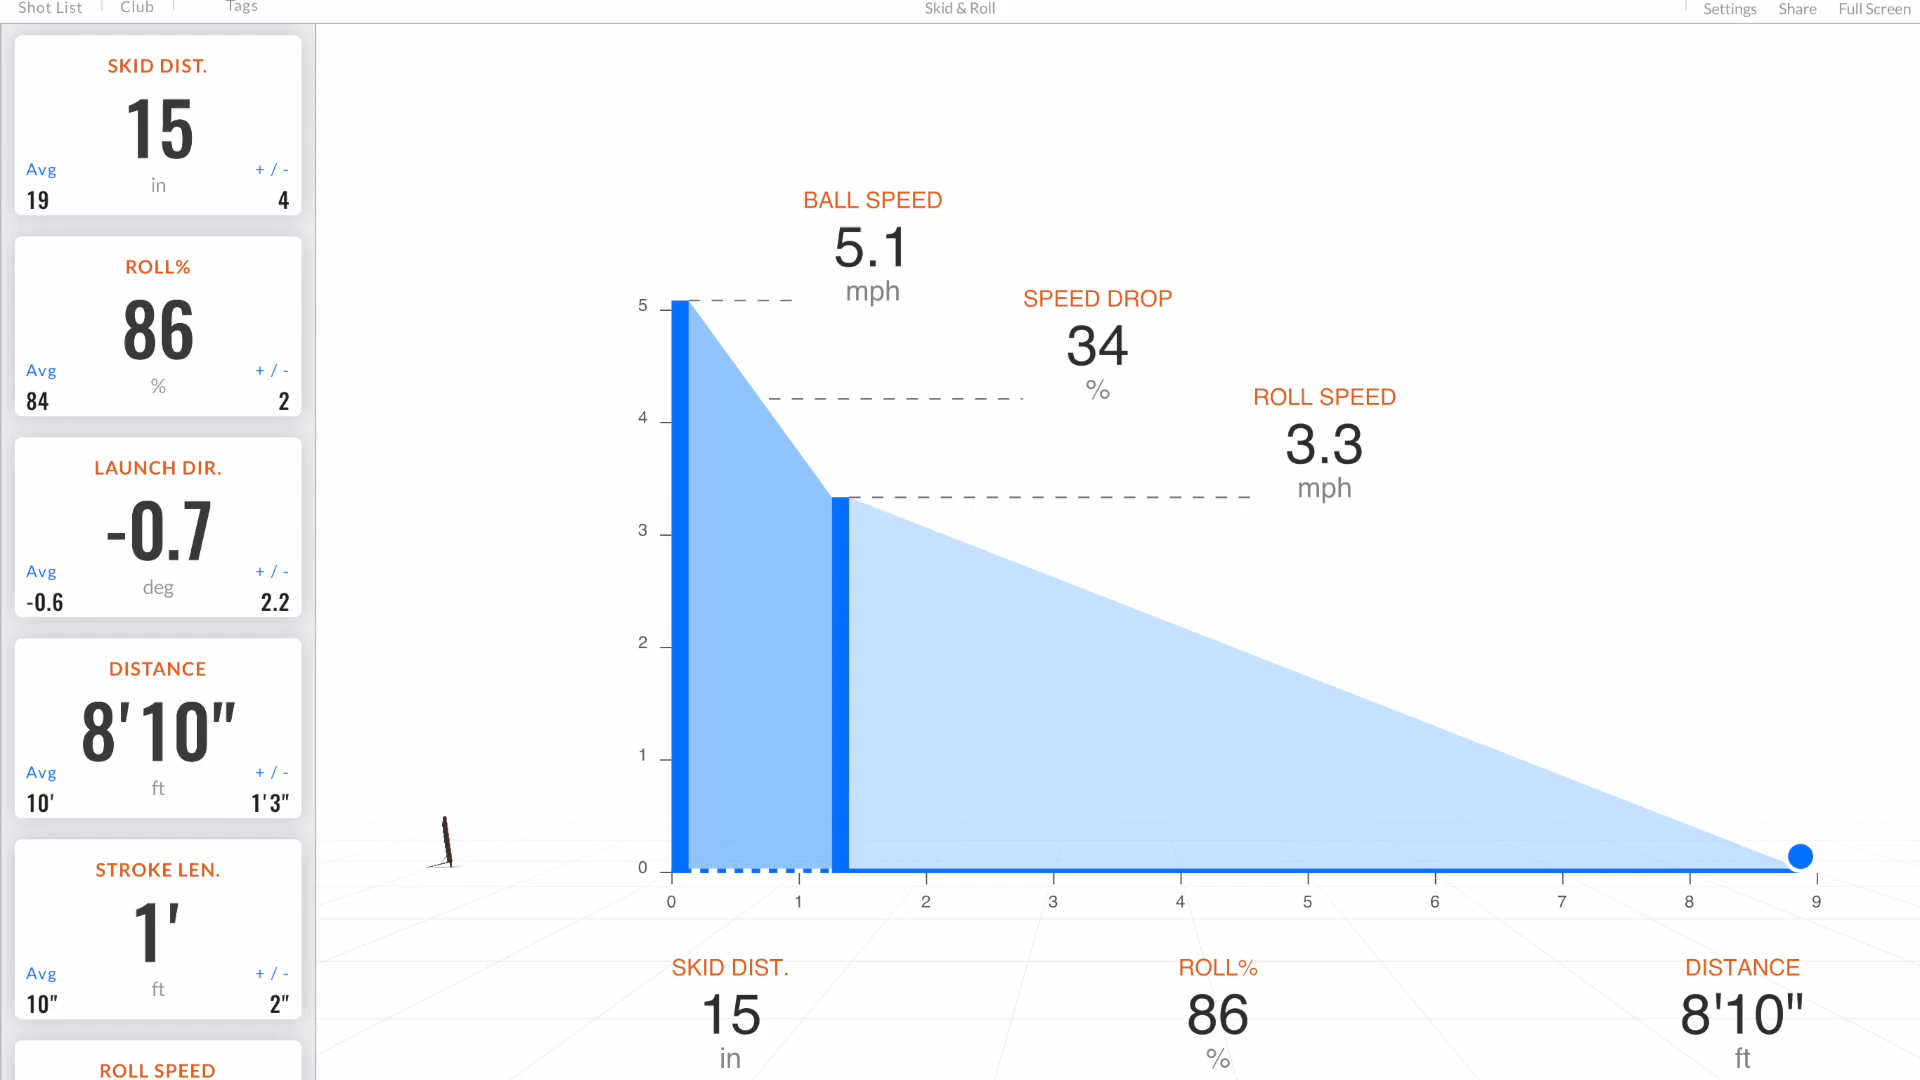 Shot List Club Tags Skid & Roll Settings Share Full Screen
SKID DIST.
15
in
Avg + / -
19 4
ROLL%
86
%
Avg + / -
84 2
LAUNCH DIR.
-0.7
deg
Avg + / -
-0.6 2.2
DISTANCE
8'10"
ft
Avg + / -
10' 1'3"
STROKE LEN.
1'
ft
Avg + / -
10" 2"
ROLL SPEED
BALL SPEED
5.1
mph
SPEED DROP
34
%
ROLL SPEED
3.3
mph
5
4
3
2
1
0
0 1 2 3 4 5 6 7 8 9
SKID DIST. ROLL% DISTANCE
15 86 8'10"
in % ft